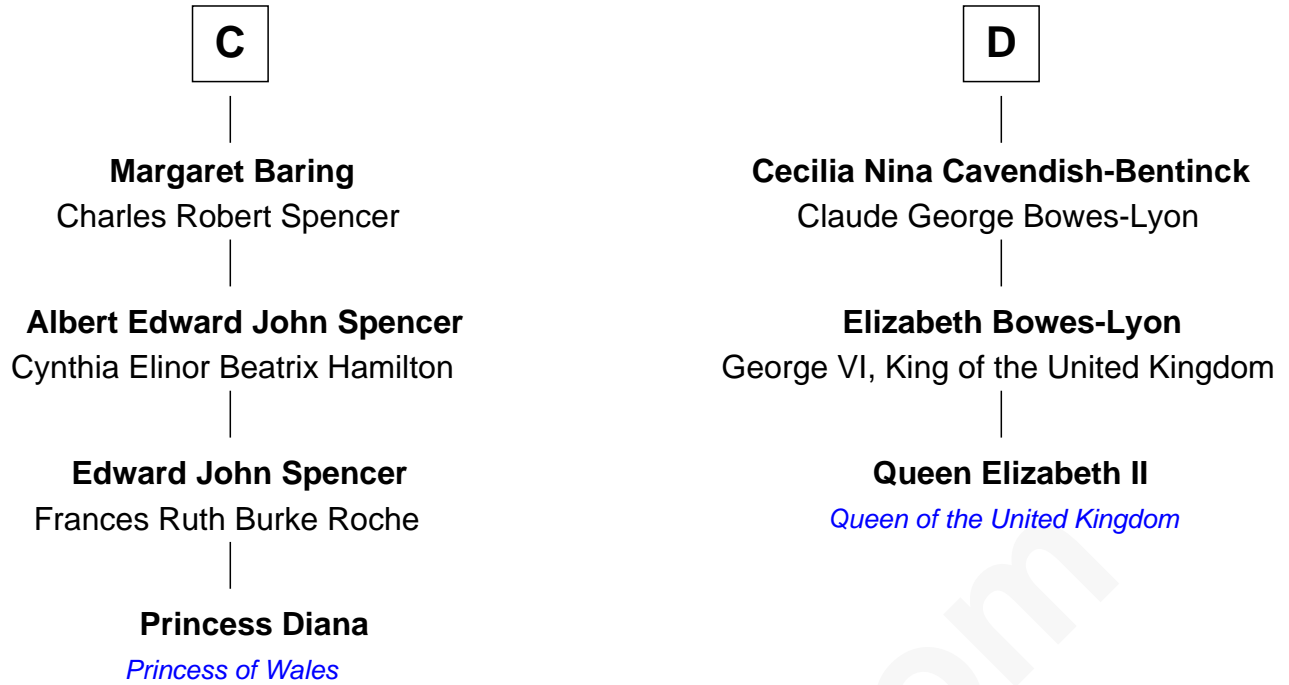 C
Margaret Baring
Charles Robert Spencer
Albert Edward John Spencer
Cynthia Elinor Beatrix Hamilton
Edward John Spencer
Frances Ruth Burke Roche
Princess Diana
Princess of Wales
D
Cecilia Nina Cavendish-Bentinck
Claude George Bowes-Lyon
Elizabeth Bowes-Lyon
George VI, King of the United Kingdom
Queen Elizabeth II
Queen of the United Kingdom
om